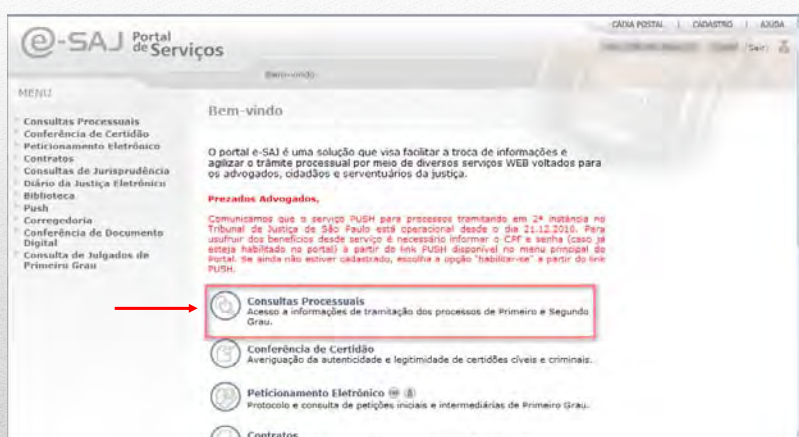 CAIXA POSTAL | CADASTRO | AJUDA
e-SAJ Portal de Serviços
(Sair)
Bem-vindo
MENU
Consultas Processuais
Conferência de Certidão
Peticionamento Eletrônico
Contratos
Consultas de Jurisprudência
Diário da Justiça Eletrônico
Biblioteca
Push
Corregedoria
Conferência de Documento
Digital
Consulta de Julgados de
Primeiro Grau
Bem-vindo
O portal e-SAJ é uma solução que visa facilitar a troca de informações e
agilizar o trâmite processual por meio de diversos serviços WEB voltados para
os advogados, cidadãos e serventuários da justiça.
Prezados Advogados,
Comunicamos que o serviço PUSH para processos tramitando em 2ª instância no
Tribunal de Justiça de São Paulo está operacional desde o dia 21.12.2010. Para
usufruir dos benefícios desde serviço é necessário informar o CPF e senha (caso já
esteja habilitado no portal) a partir do link PUSH disponível no menu principal do
Portal. Se ainda não estiver cadastrado, escolha a opção "habilitar-se" a partir do link
PUSH.
Consultas Processuais
Acesso a informações de tramitação dos processos de Primeiro e Segundo
Grau.
Conferência de Certidão
Averiguação da autenticidade e legitimidade de certidões cíveis e criminais.
Peticionamento Eletrônico
Protocolo e consulta de petições iniciais e intermediárias de Primeiro Grau.
Contratos